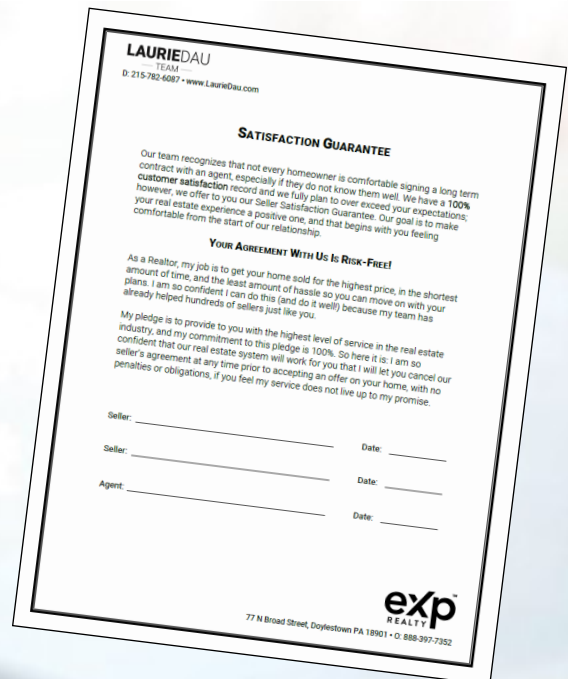 LAURIEDAU
TEAM
D: 215-782-6087 • www.LaurieDau.com
SATISFACTION GUARANTEE
Our team recognizes that not every homeowner is comfortable signing a long term
contract with an agent, especially if they do not know them well. We have a 100%
customer satisfaction record and we fully plan to over exceed your expectations;
however, we offer to you our Seller Satisfaction Guarantee. Our goal is to make
your real estate experience a positive one, and that begins with you feeling
comfortable from the start of our relationship.
YOUR AGREEMENT WITH US IS RISK-FREE!
As a Realtor, my job is to get your home sold for the highest price, in the shortest
amount of time, and the least amount of hassle so you can move on with your
plans. I am so confident I can do this (and do it well!) because my team has
already helped hundreds of sellers just like you.
My pledge is to provide to you with the highest level of service in the real estate
industry, and my commitment to this pledge is 100%. So here it is: I am so
confident that our real estate system will work for you that I will let you cancel our
seller's agreement at any time prior to accepting an offer on your home, with no
penalties or obligations, if you feel my service does not live up to my promise.
Seller: Date:
Seller: Date:
Agent: Date:
exp™
REALTY
77 N Broad Street, Doylestown PA 18901 • O: 888-397-7352